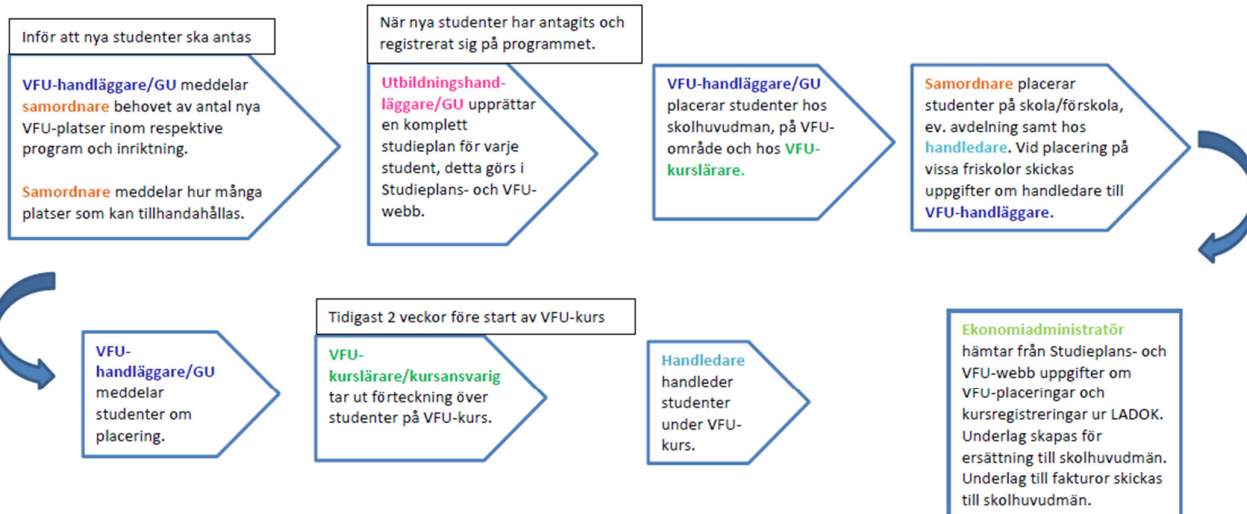 Inför att nya studenter ska antas
VFU-handläggare/GU meddelar
samordnare behovet av antal nya
VFU-platser inom respektive
program och inriktning.
Samordnare meddelar hur många
platser som kan tillhandahållas.
När nya studenter har antagits och
registrerat sig på programmet.
Utbildningshand-
läggare/GU upprättar
en komplett
studieplan för varje
student, detta görs i
Studieplans- och VFU-
webb.
VFU-handläggare/GU
placerar studenter hos
skolhuvudman, på VFU-
område och hos VFU-
kurslärare.
Samordnare placerar
studenter på skola/förskola,
ev. avdelning samt hos
handledare. Vid placering på
vissa friskolor skickas
uppgifter om handledare till
VFU-handläggare.
VFU-
handläggare/GU
meddelar
studenter om
placering.
Tidigast 2 veckor före start av VFU-kurs
VFU-
kurslärare/kursansvarig
tar ut förteckning över
studenter på VFU-kurs.
Handledare
handleder
studenter
under VFU-
kurs.
Ekonomiadministratör
hämtar från Studieplans- och
VFU-webb uppgifter om
VFU-placeringar och
kursregistreringar ur LADOK.
Underlag skapas för
ersättning till skolhuvudmän.
Underlag till fakturor skickas
till skolhuvudmän.